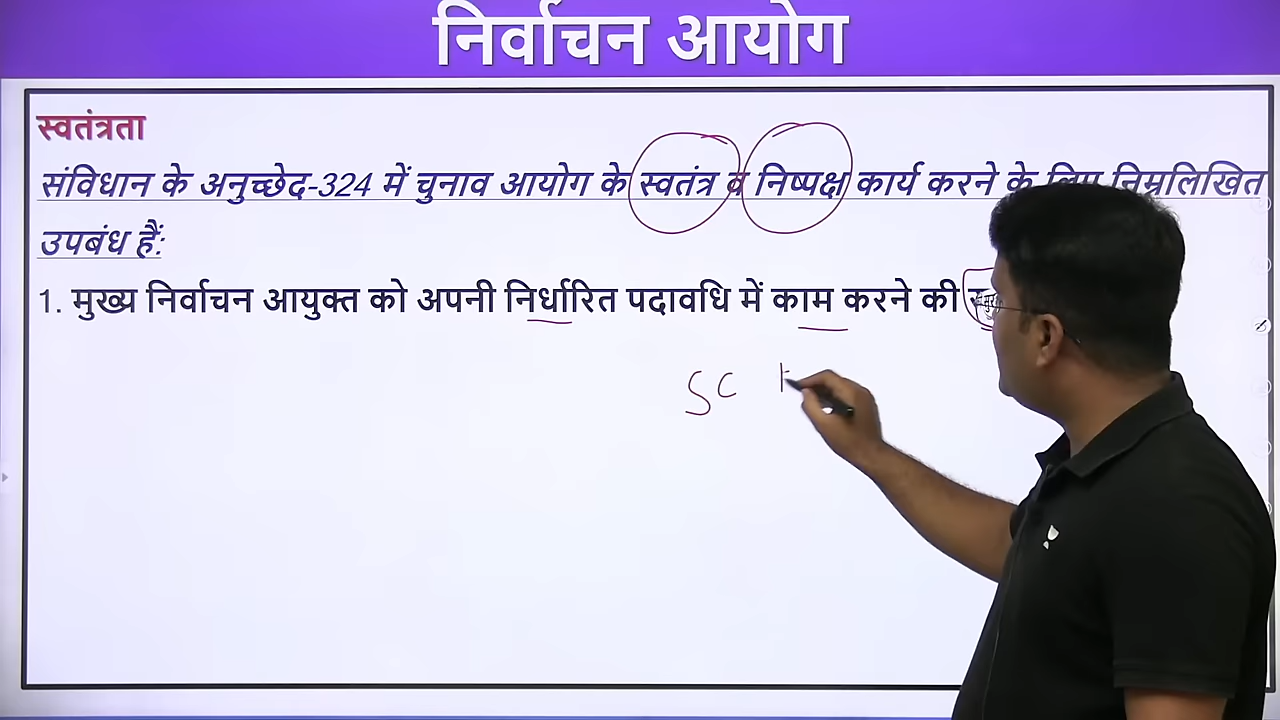 निर्वाचन आयोग
स्वतंत्रता
संविधान के अनुच्छेद-324 में चुनाव आयोग के स्वतंत्र व निष्पक्ष कार्य करने के लिए निम्नलिखित
उपबंध हैं:
1. मुख्य निर्वाचन आयुक्त को अपनी निर्धारित पदावधि में काम करने की
SC